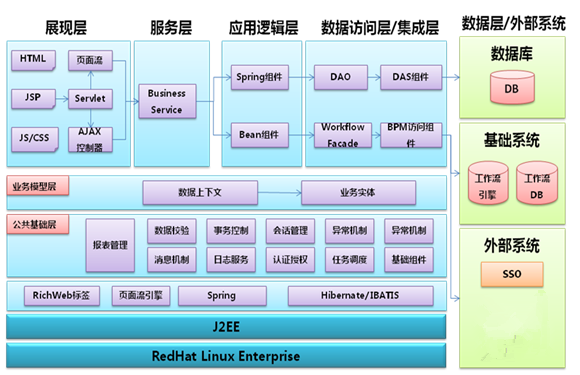 展现层
服务层
应用逻辑层
数据访问层/集成层
数据层/外部系统
HTML
页面流
JSP
Servlet
JS/CSS
AJAX
控制器
Business
Service
Spring组件
Bean组件
DAO
DAS组件
Workflow
Facade
BPM访问组
件
数据库
DB
基础系统
工作流
引擎
工作流
DB
外部系统
SSO
业务模型层
数据上下文
业务实体
公共基础层
报表管理
数据校验
事务控制
会话管理
异常机制
异常机制
消息机制
日志服务
认证授权
任务调度
基础组件
RichWeb标签
页面流引擎
Spring
Hibernate/IBATIS
J2EE
RedHat Linux Enterprise